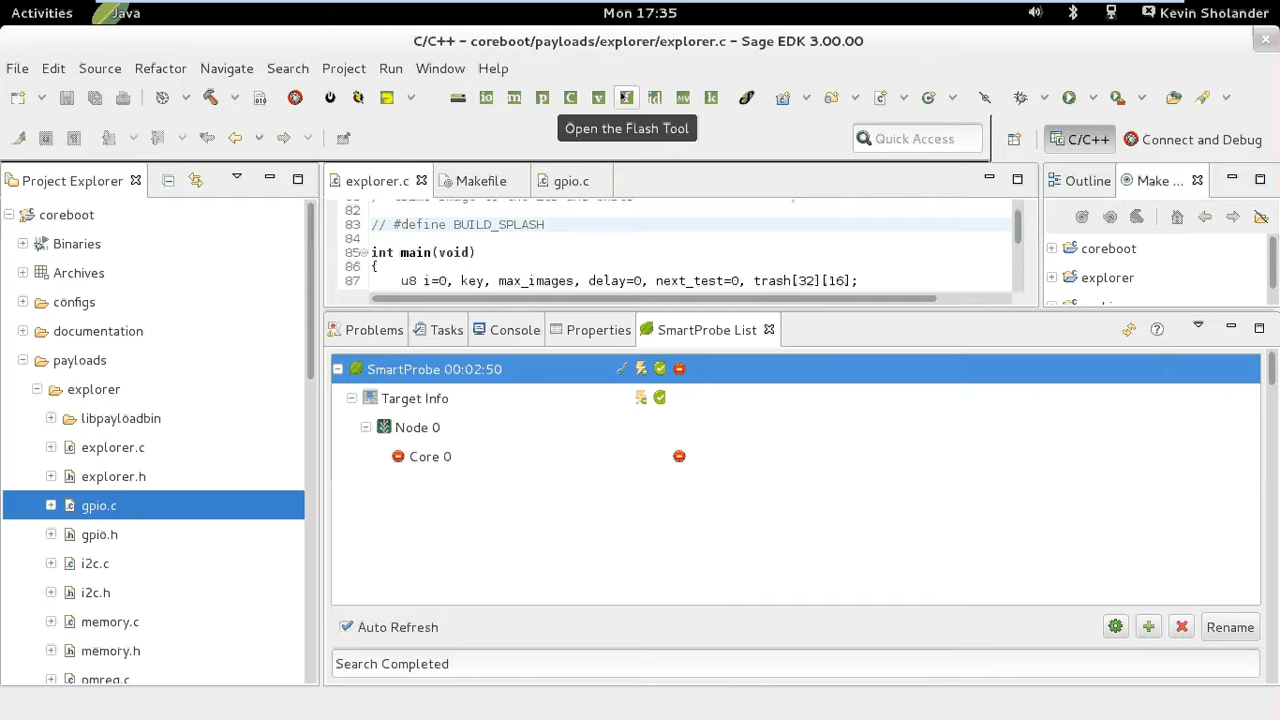 Activities Java Mon 17:35 Kevin Sholander
C/C++ - coreboot/payloads/explorer/explorer.c - Sage EDK 3.00.00
File Edit Source Refactor Navigate Search Project Run Window Help
Open the Flash Tool
Quick Access C/C++ Connect and Debug
Project Explorer
explorer.c Makefile gpio.c
Outline Make ...
82
83 // #define BUILD_SPLASH
84
85 int main(void)
86 {
87 u8 i=0, key, max_images, delay=0, next_test=0, trash[32][16];
coreboot
Binaries
Archives
configs
documentation
payloads
explorer
libpayloadbin
explorer.c
explorer.h
gpio.c
gpio.h
i2c.c
i2c.h
memory.c
memory.h
coreboot
explorer
Problems Tasks Console Properties SmartProbe List
SmartProbe 00:02:50
Target Info
Node 0
Core 0
Auto Refresh
Rename
Search Completed